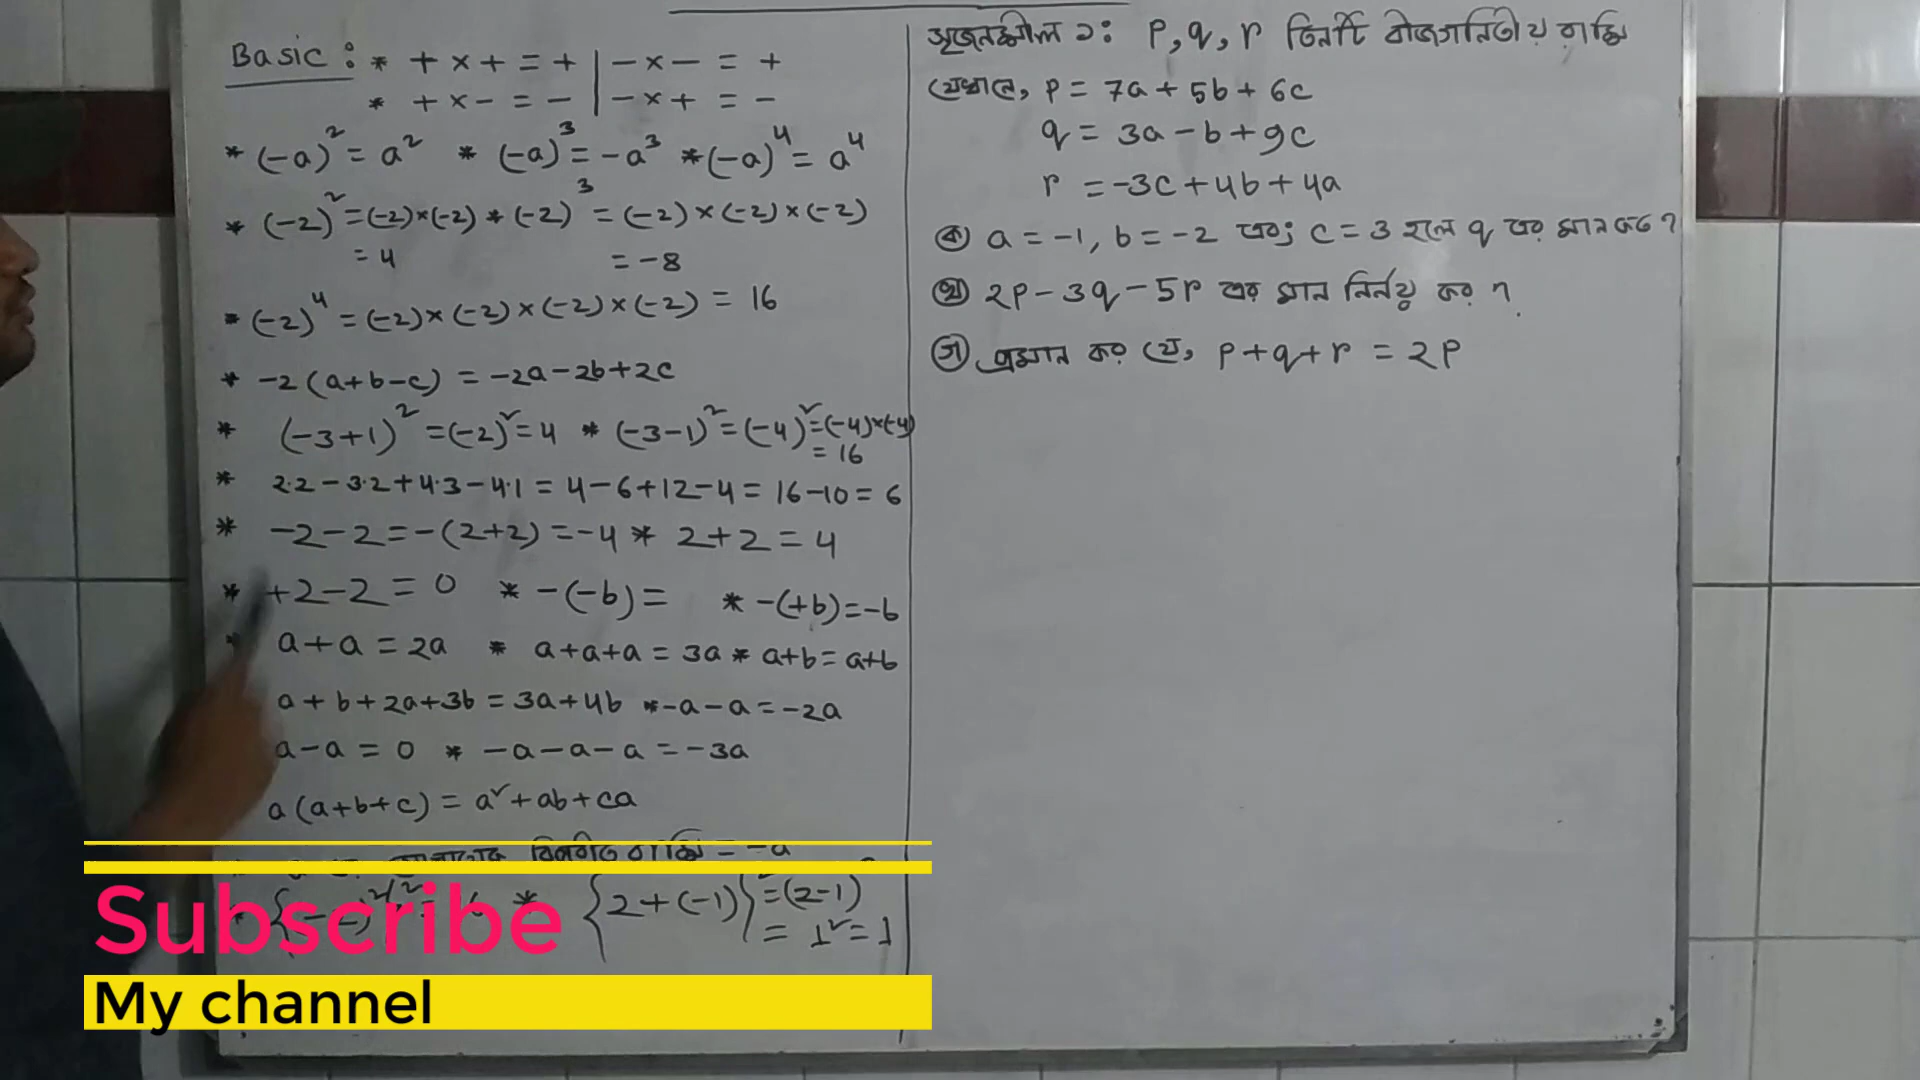 Basic : * + × + = + | − × − = +
* + × − = − | − × + = −
* (−a)² = a² * (−a)³ = −a³ * (−a)⁴ = a⁴
* (−2)² = (−2)×(−2) * (−2)³ = (−2)×(−2)×(−2)
= 4 = −8
* (−2)⁴ = (−2)×(−2)×(−2)×(−2) = 16
* −2(a+b−c) = −2a−2b+2c
* (−3+1)² = (−2)² = 4 * (−3−1)² = (−4)² = (−4)×(−4)
= 16
* 2·2 − 3·2 + 4·3 − 4·1 = 4−6+12−4 = 16−10 = 6
* −2−2 = −(2+2) = −4 * 2+2 = 4
* +2−2 = 0 * −(−b) = * −(+b) = −b
* a+a = 2a * a+a+a = 3a * a+b = a+b
a+b+2a+3b = 3a+4b * −a−a = −2a
a−a = 0 * −a−a−a = −3a
a(a+b+c) = a²+ab+ca
বিপরীত রাশি = −a
* {2+(−1)}² = (2−1)²
= 1² = 1
Subscribe
My channel
সৃজনশীল ১: p, q, r তিনটি বীজগনিতীয় রাশি
যেখানে, p = 7a + 5b + 6c
q = 3a − b + 9c
r = −3c + 4b + 4a
ক) a = −1, b = −2 এবং c = 3 হলে q এর মান কত ?
খ) 2p − 3q − 5r এর মান নির্নয় কর ?
গ) প্রমান কর যে, p + q + r = 2p